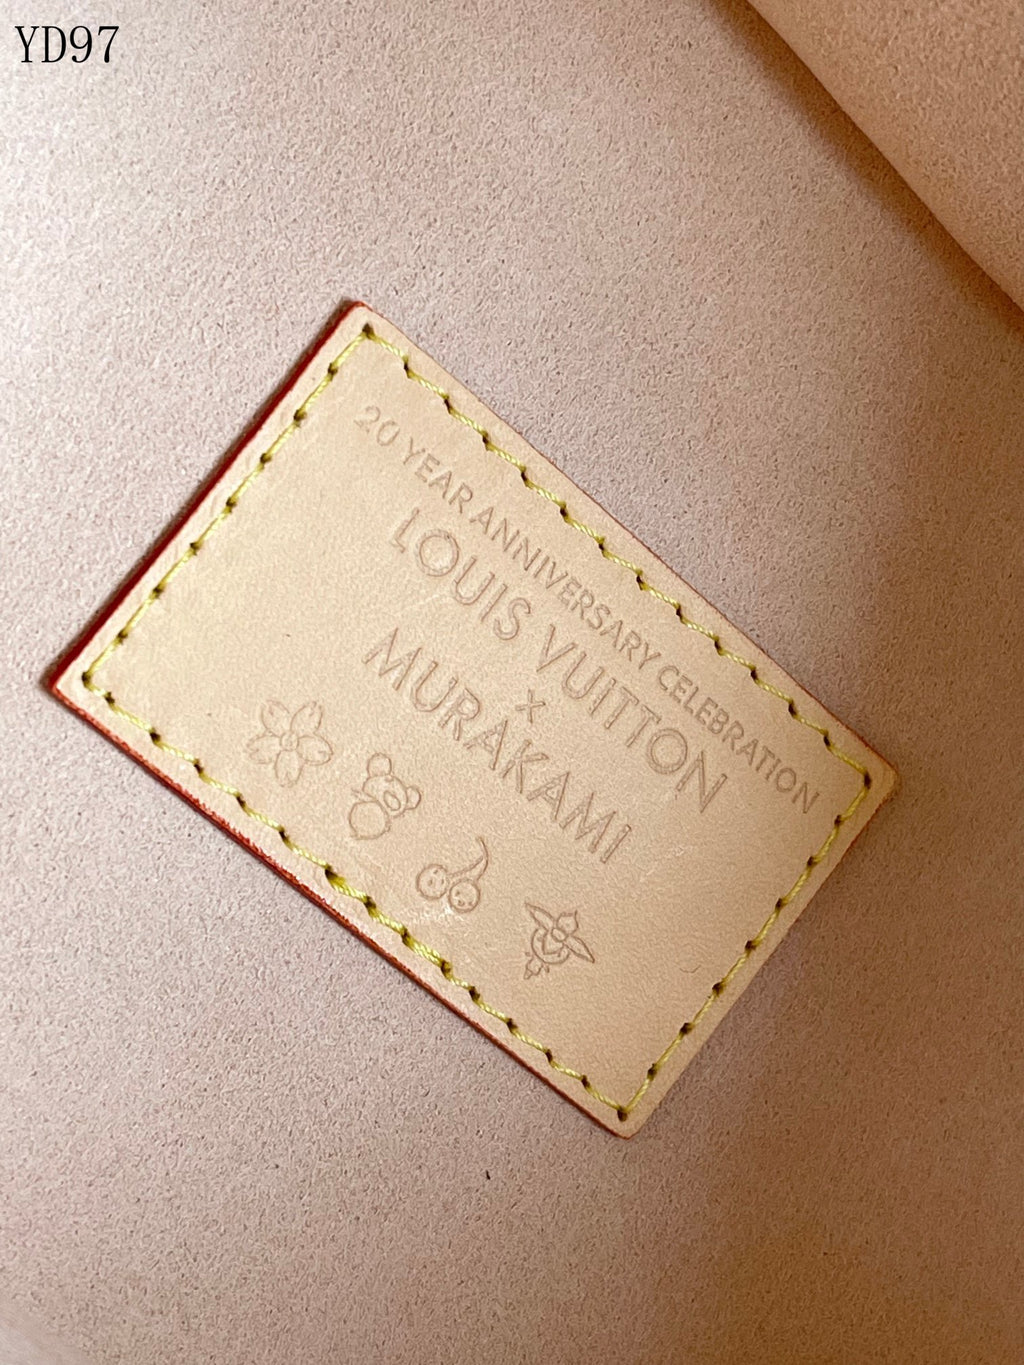 YD97
20 YEAR ANNIVERSARY CELEBRATION
LOUIS VUITTON
x
MURAKAMi